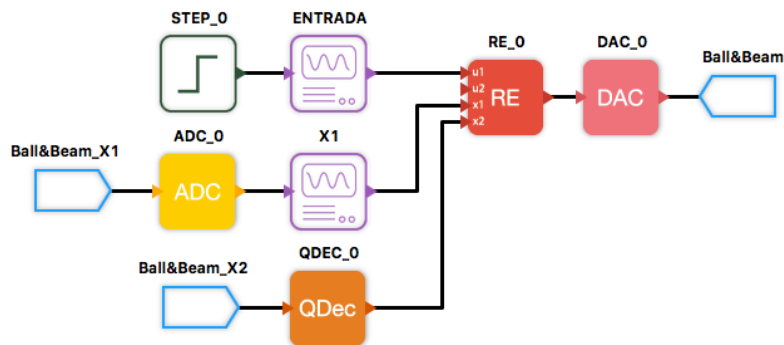 STEP_0
ENTRADA
RE_0
DAC_0
Ball&Beam
u1
u2
x1
x2
RE
DAC
ADC_0
X1
Ball&Beam_X1
ADC
QDEC_0
Ball&Beam_X2
QDec